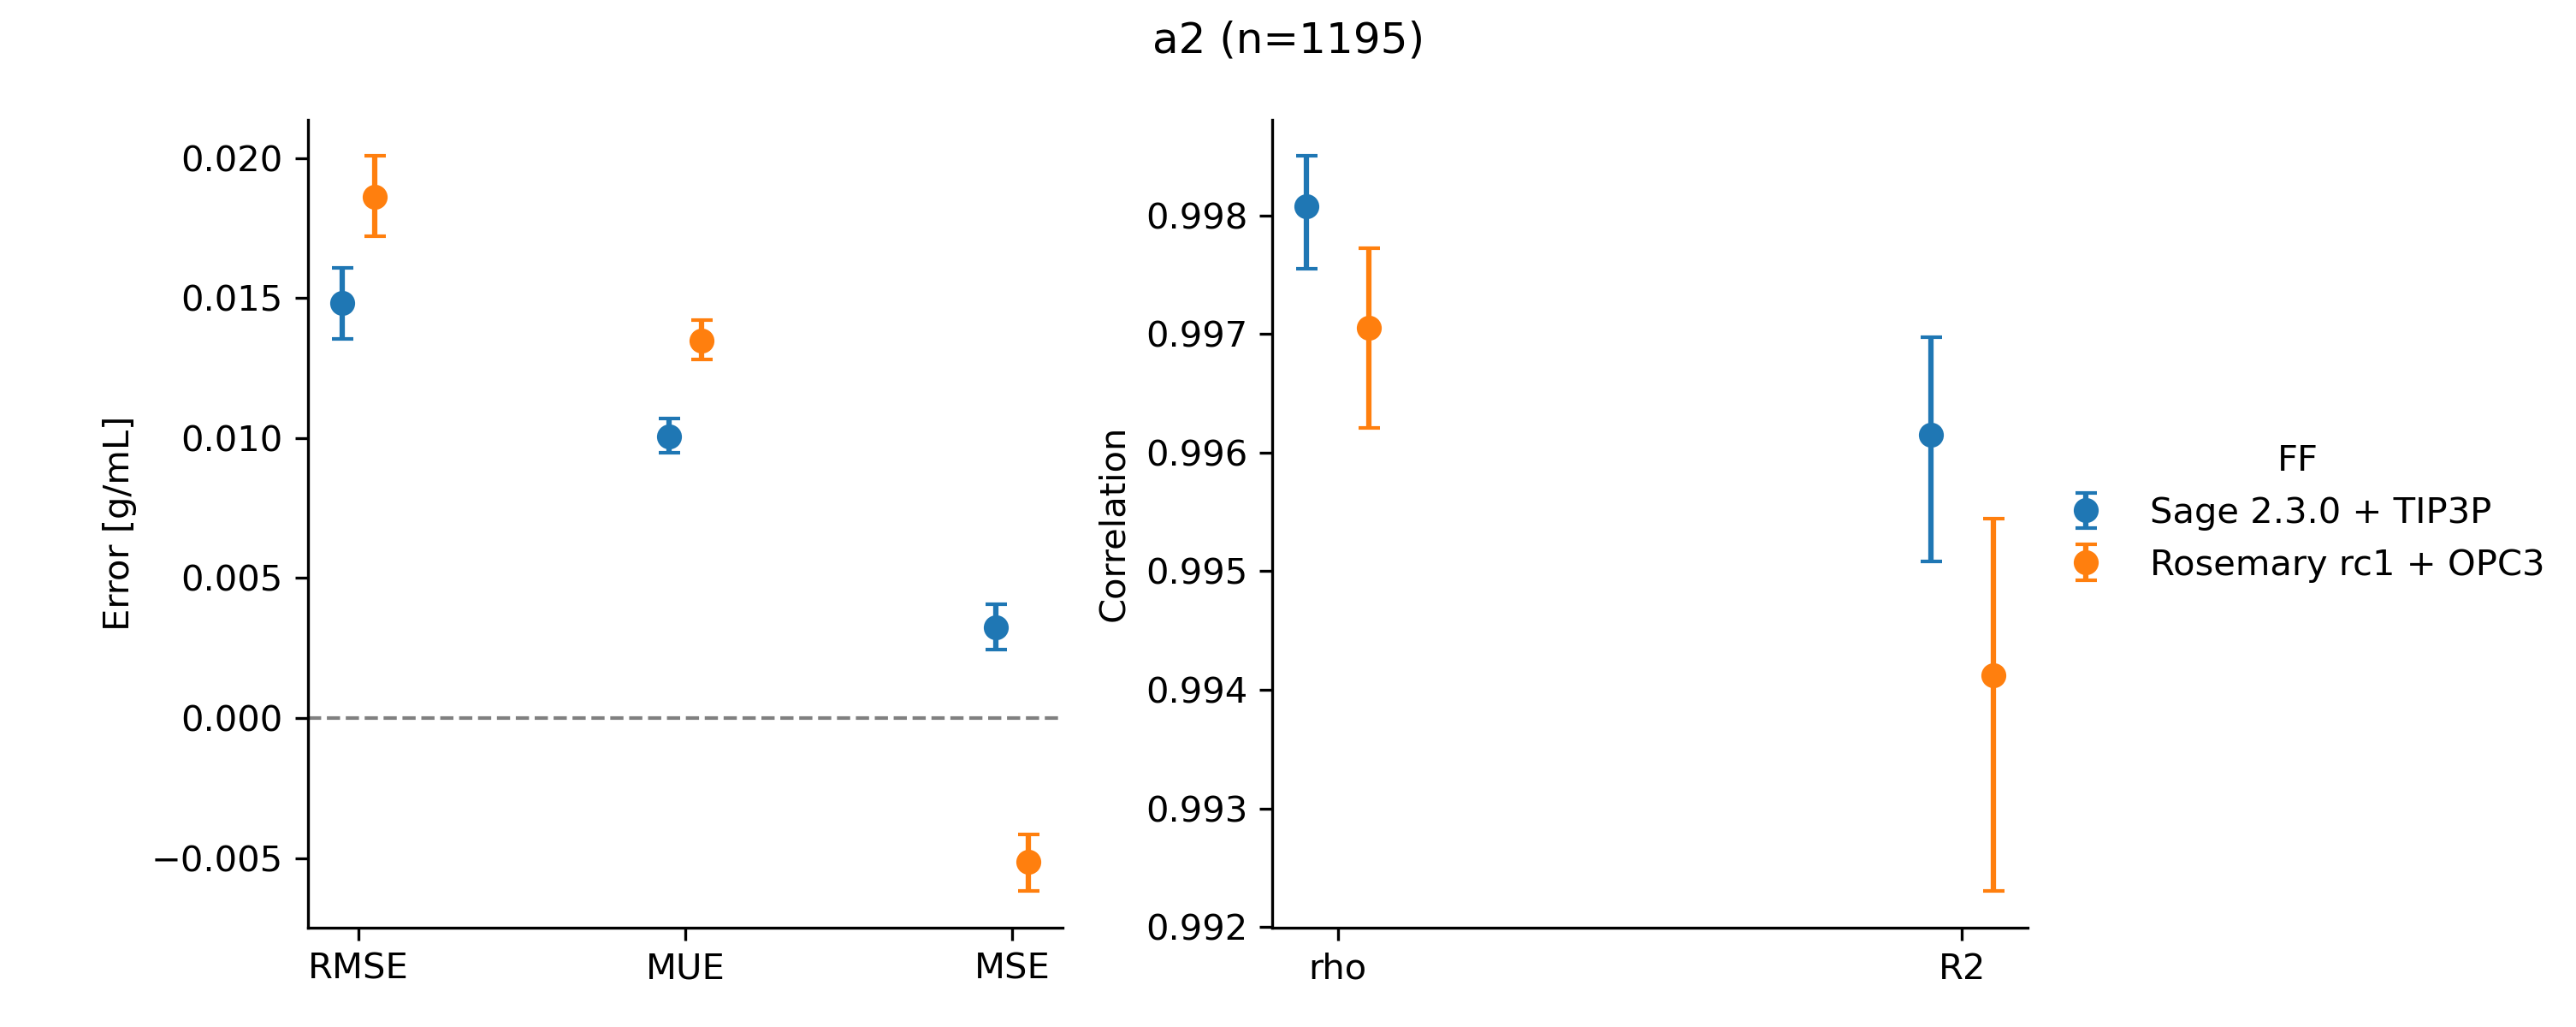 a2 (n=1195)
Error [g/mL]
0.020
0.015
0.010
0.005
0.000
−0.005
RMSE
MUE
MSE
Correlation
0.998
0.997
0.996
0.995
0.994
0.993
0.992
rho
R2
FF
Sage 2.3.0 + TIP3P
Rosemary rc1 + OPC3